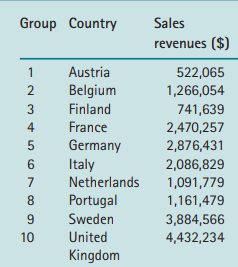 Group Country Sales
revenues ($)
1 Austria 522,065
2 Belgium 1,266,054
3 Finland 741,639
4 France 2,470,257
5 Germany 2,876,431
6 Italy 2,086,829
7 Netherlands 1,091,779
8 Portugal 1,161,479
9 Sweden 3,884,566
10 United 4,432,234
Kingdom